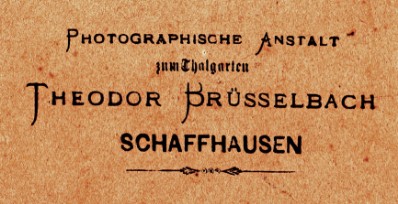 PHOTOGRAPHISCHE ANSTALT
zum Thalgarten
THEODOR BRÜSSELBACH
SCHAFFHAUSEN